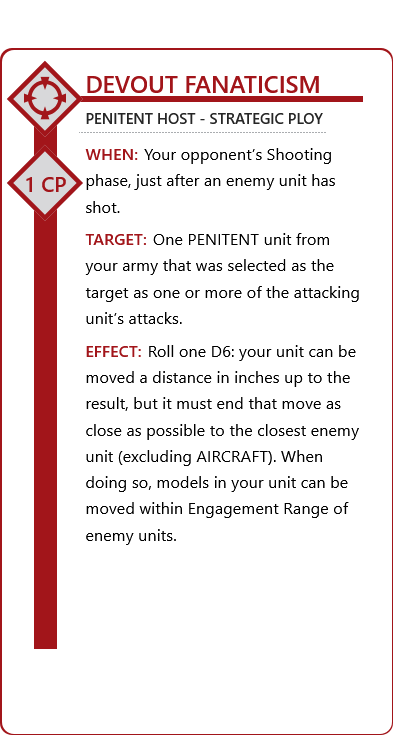 DEVOUT FANATICISM
PENITENT HOST - STRATEGIC PLOY
1 CP
WHEN: Your opponent’s Shooting
phase, just after an enemy unit has
shot.
TARGET: One PENITENT unit from
your army that was selected as the
target as one or more of the attacking
unit’s attacks.
EFFECT: Roll one D6: your unit can be
moved a distance in inches up to the
result, but it must end that move as
close as possible to the closest enemy
unit (excluding AIRCRAFT). When
doing so, models in your unit can be
moved within Engagement Range of
enemy units.